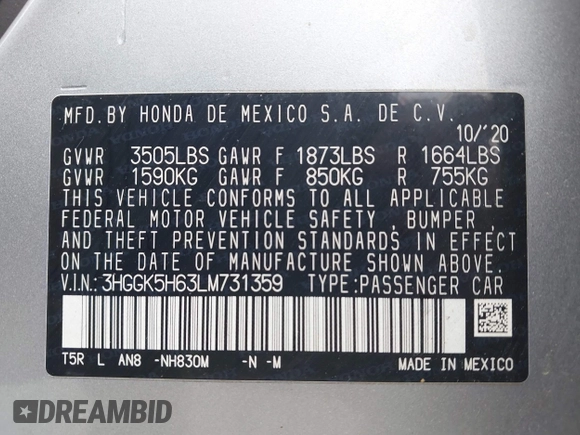 MFD.BY HONDA DE MEXICO S.A. DE C.V.
10/'20
GVWR 3505LBS GAWR F 1873LBS R 1664LBS
GVWR 1590KG GAWR F 850KG R 755KG
THIS VEHICLE CONFORMS TO ALL APPLICABLE
FEDERAL MOTOR VEHICLE SAFETY , BUMPER ,
AND THEFT PREVENTION STANDARDS IN EFFECT
ON THE DATE OF MANUFACTURE SHOWN ABOVE.
V.I.N.: 3HGGK5H63LM731359 TYPE:PASSENGER CAR
T5R L AN8 -NH830M -N -M MADE IN MEXICO
DREAMBID